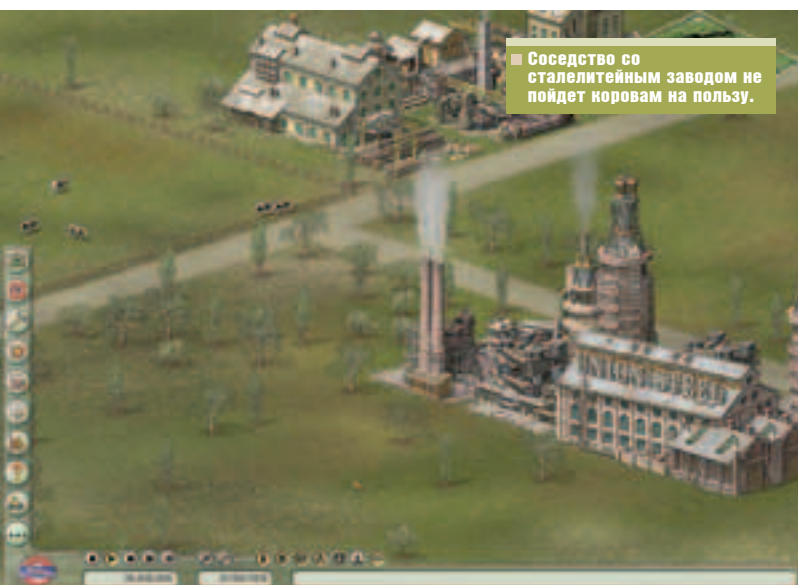 Соседство со
сталелитейным заводом не
пойдет коровам на пользу.